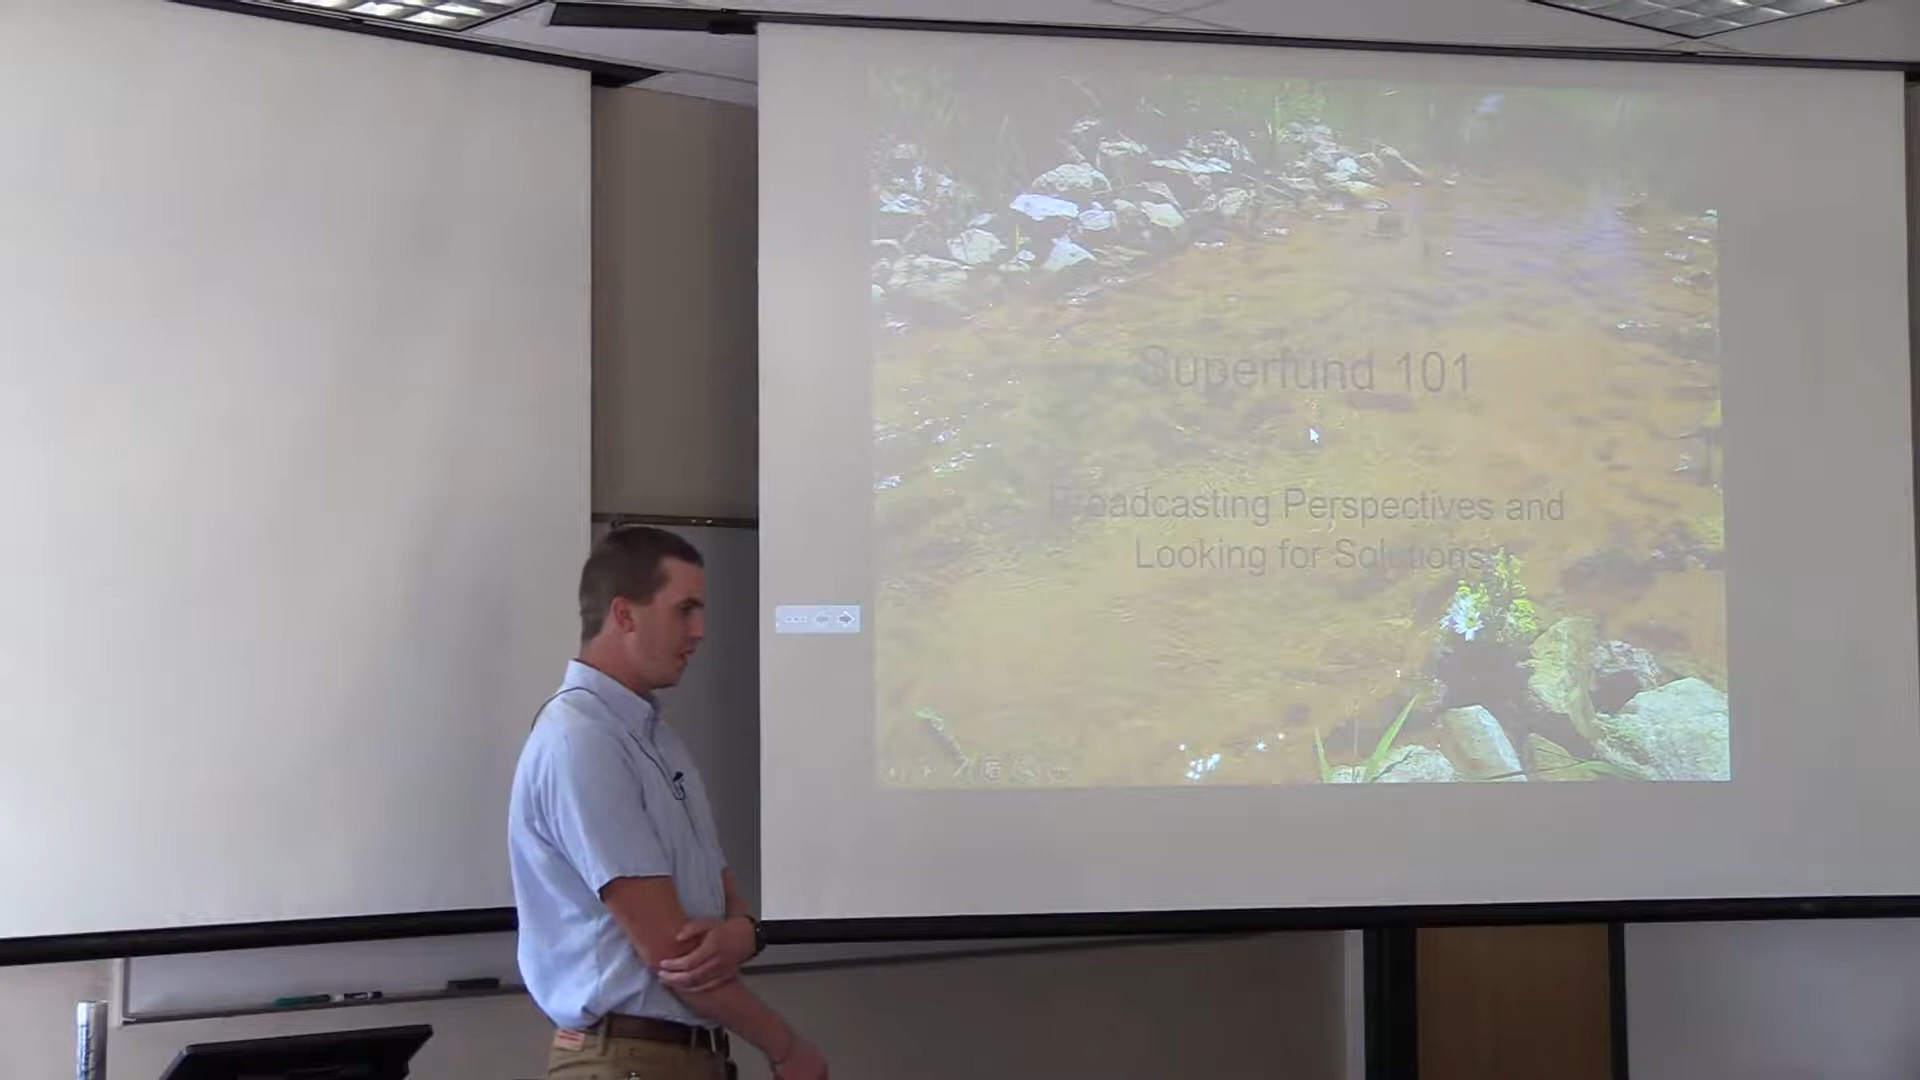 Superfund 101
Broadcasting Perspectives and
Looking for Solutions